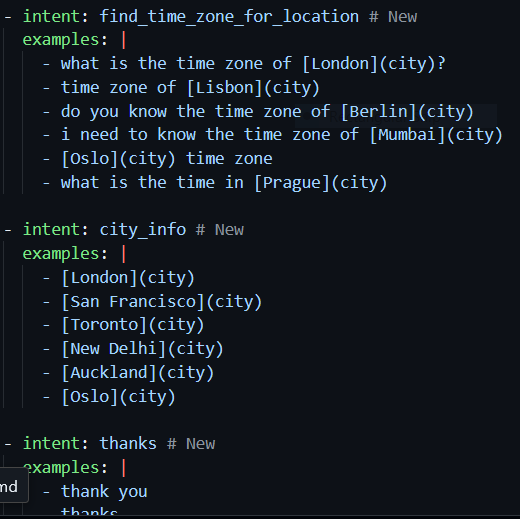 - intent: find_time_zone_for_location # New
examples: |
- what is the time zone of [London](city)?
- time zone of [Lisbon](city)
- do you know the time zone of [Berlin](city)
- i need to know the time zone of [Mumbai](city)
- [Oslo](city) time zone
- what is the time in [Prague](city)
- intent: city_info # New
examples: |
- [London](city)
- [San Francisco](city)
- [Toronto](city)
- [New Delhi](city)
- [Auckland](city)
- [Oslo](city)
- intent: thanks # New
examples: |
md
- thank you
thanks